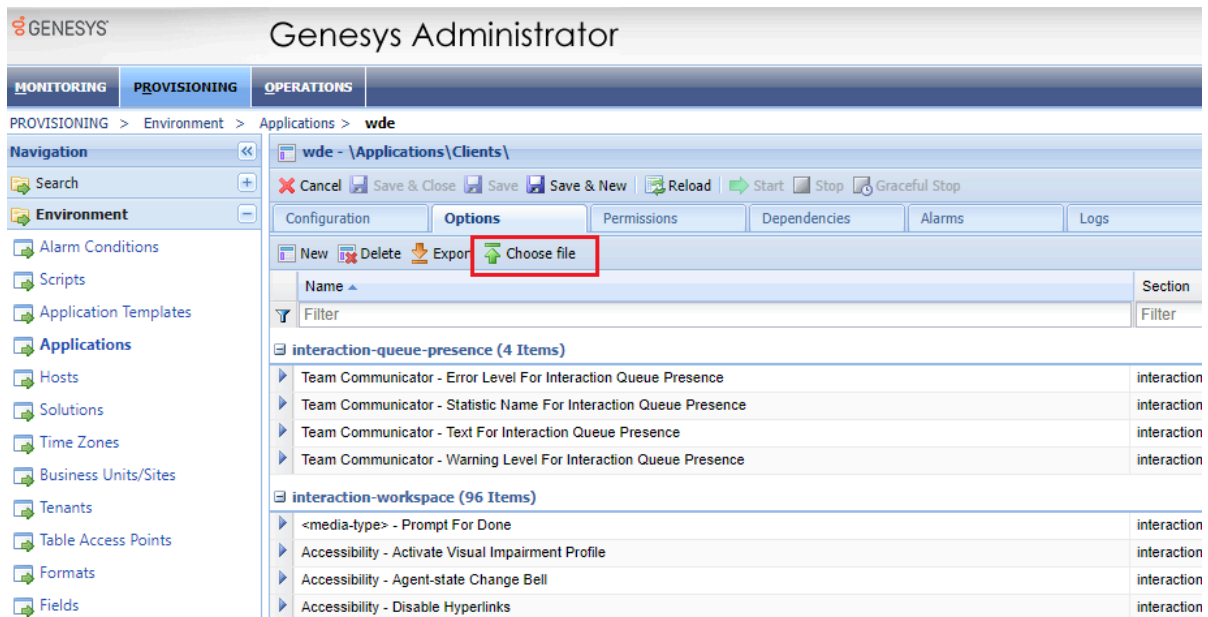 GENESYS
Genesys Administrator
MONITORING PROVISIONING OPERATIONS
PROVISIONING > Environment > Applications > wde
Navigation
Search
Environment
Alarm Conditions
Scripts
Application Templates
Applications
Hosts
Solutions
Time Zones
Business Units/Sites
Tenants
Table Access Points
Formats
Fields
wde - \Applications\Clients\
Cancel Save & Close Save Save & New Reload Start Stop Graceful Stop
Configuration Options Permissions Dependencies Alarms Logs
New Delete Export Choose file
Name Section
Filter Filter
interaction-queue-presence (4 Items)
Team Communicator - Error Level For Interaction Queue Presence interaction
Team Communicator - Statistic Name For Interaction Queue Presence interaction
Team Communicator - Text For Interaction Queue Presence interaction
Team Communicator - Warning Level For Interaction Queue Presence interaction
interaction-workspace (96 Items)
<media-type> - Prompt For Done interaction
Accessibility - Activate Visual Impairment Profile interaction
Accessibility - Agent-state Change Bell interaction
Accessibility - Disable Hyperlinks interaction